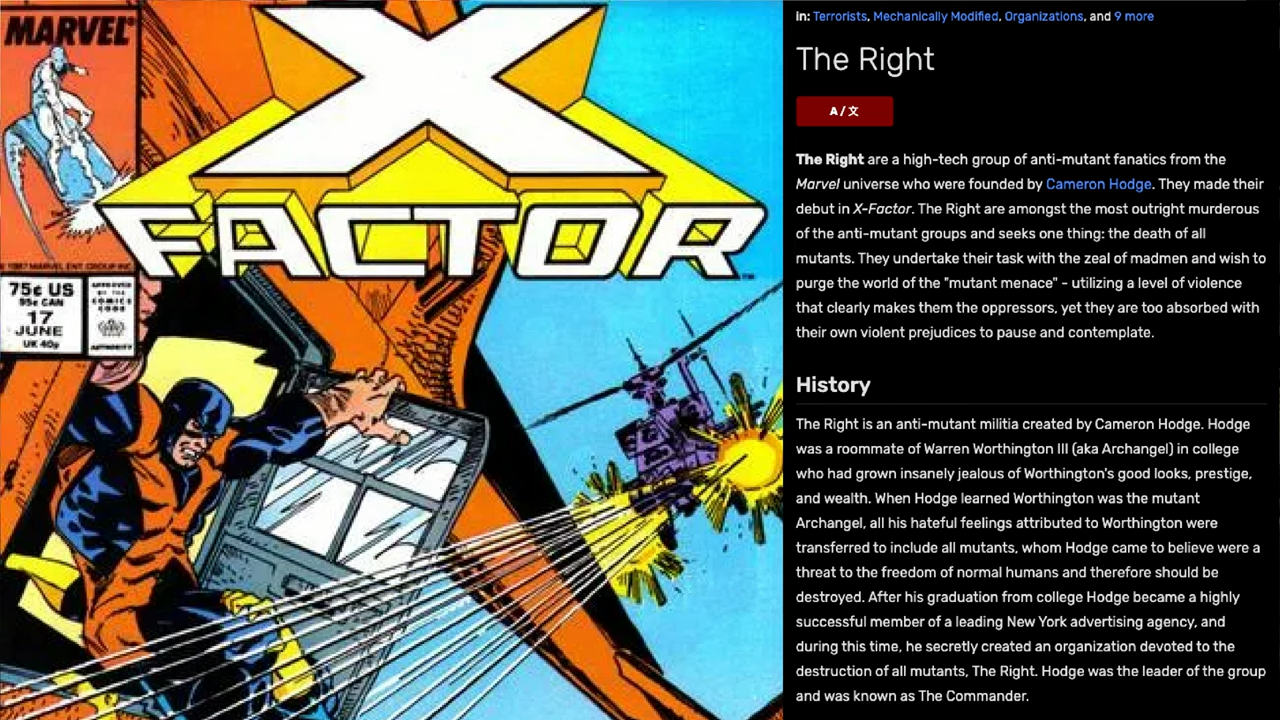 MARVEL
X
FACTOR
TM
© 1987 MARVEL ENT. GROUP INC.
75¢ US
95¢ CAN
17
JUNE
UK 40p
APPROVED
BY THE
COMICS
CODE
AUTHORITY
in: Terrorists, Mechanically Modified, Organizations, and 9 more
The Right
A / 文
The Right are a high-tech group of anti-mutant fanatics from the
Marvel universe who were founded by Cameron Hodge. They made their
debut in X-Factor. The Right are amongst the most outright murderous
of the anti-mutant groups and seeks one thing: the death of all
mutants. They undertake their task with the zeal of madmen and wish to
purge the world of the "mutant menace" - utilizing a level of violence
that clearly makes them the oppressors, yet they are too absorbed with
their own violent prejudices to pause and contemplate.
History
The Right is an anti-mutant militia created by Cameron Hodge. Hodge
was a roommate of Warren Worthington III (aka Archangel) in college
who had grown insanely jealous of Worthington's good looks, prestige,
and wealth. When Hodge learned Worthington was the mutant
Archangel, all his hateful feelings attributed to Worthington were
transferred to include all mutants, whom Hodge came to believe were a
threat to the freedom of normal humans and therefore should be
destroyed. After his graduation from college Hodge became a highly
successful member of a leading New York advertising agency, and
during this time, he secretly created an organization devoted to the
destruction of all mutants, The Right. Hodge was the leader of the group
and was known as The Commander.